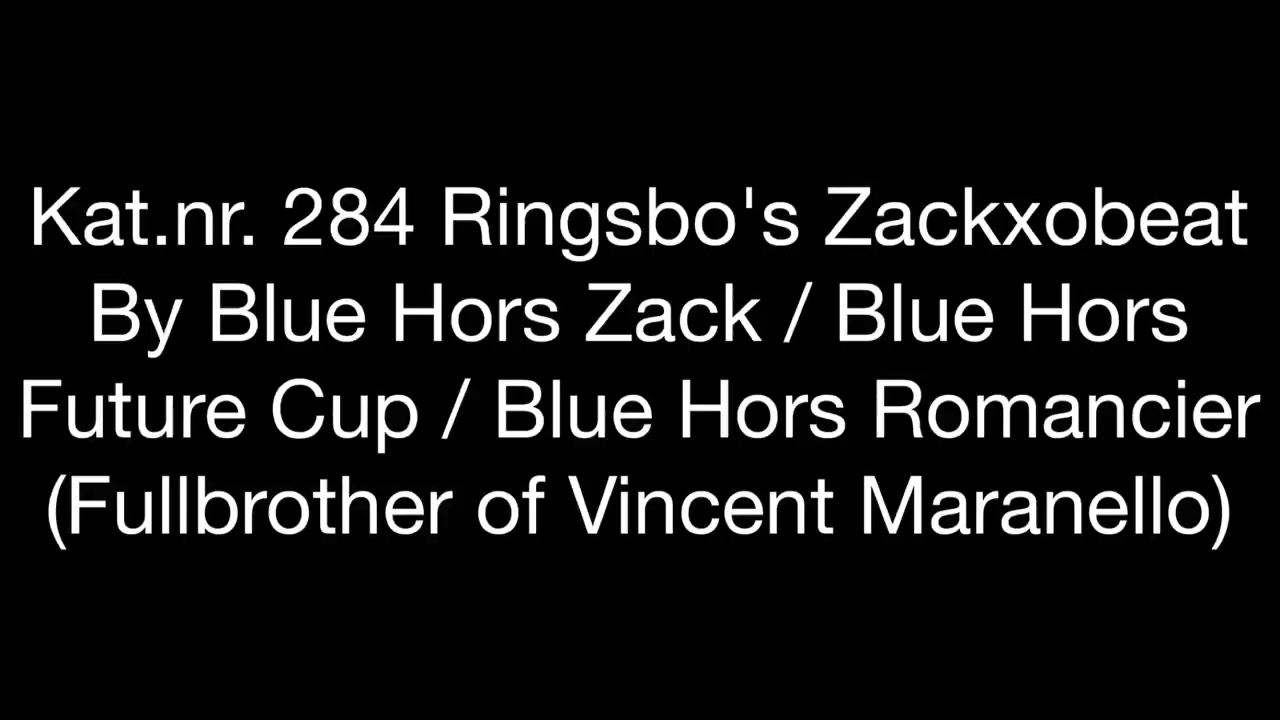 Kat.nr. 284 Ringsbo's Zackxobeat
By Blue Hors Zack / Blue Hors
Future Cup / Blue Hors Romancier
(Fullbrother of Vincent Maranello)